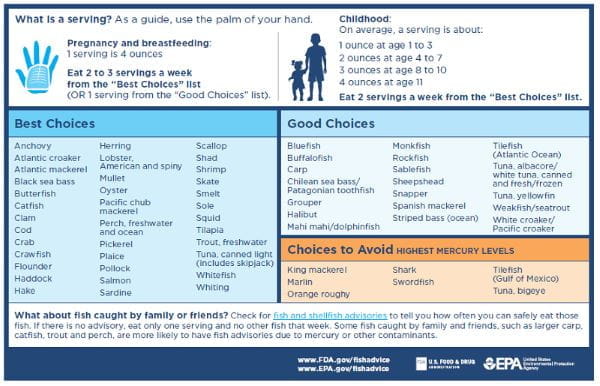 What is a serving? As a guide, use the palm of your hand.
Pregnancy and breastfeeding:
1 serving is 4 ounces
Eat 2 to 3 servings a week
from the “Best Choices” list
(OR 1 serving from the “Good Choices” list).
Childhood:
On average, a serving is about:
1 ounce at age 1 to 3
2 ounces at age 4 to 7
3 ounces at age 8 to 10
4 ounces at age 11
Eat 2 servings a week from the “Best Choices” list.
Best Choices
Anchovy
Atlantic croaker
Atlantic mackerel
Black sea bass
Butterfish
Catfish
Clam
Cod
Crab
Crawfish
Flounder
Haddock
Hake
Herring
Lobster,
American and spiny
Mullet
Oyster
Pacific chub
mackerel
Perch, freshwater
and ocean
Pickerel
Plaice
Pollock
Salmon
Sardine
Scallop
Shad
Shrimp
Skate
Smelt
Sole
Squid
Tilapia
Trout, freshwater
Tuna, canned light
(includes skipjack)
Whitefish
Whiting
Good Choices
Bluefish
Buffalofish
Carp
Chilean sea bass/
Patagonian toothfish
Grouper
Halibut
Mahi mahi/dolphinfish
Monkfish
Rockfish
Sablefish
Sheepshead
Snapper
Spanish mackerel
Striped bass (ocean)
Tilefish
(Atlantic Ocean)
Tuna, albacore/
white tuna, canned
and fresh/frozen
Tuna, yellowfin
Weakfish/seatrout
White croaker/
Pacific croaker
Choices to Avoid HIGHEST MERCURY LEVELS
King mackerel
Marlin
Orange roughy
Shark
Swordfish
Tilefish
(Gulf of Mexico)
Tuna, bigeye
What about fish caught by family or friends? Check for fish and shellfish advisories to tell you how often you can safely eat those
fish. If there is no advisory, eat only one serving and no other fish that week. Some fish caught by family and friends, such as larger carp,
catfish, trout and perch, are more likely to have fish advisories due to mercury or other contaminants.
www.FDA.gov/fishadvice
www.EPA.gov/fishadvice
FDA U.S. FOOD & DRUG
ADMINISTRATION
EPA United States
Environmental Protection
Agency